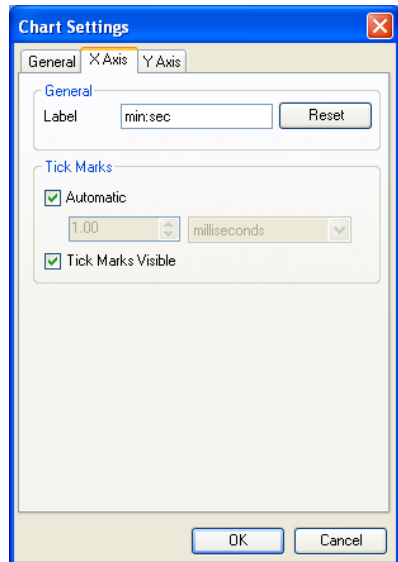 Chart Settings
General X Axis Y Axis
General
Label min:sec Reset
Tick Marks
Automatic
1.00 milliseconds
Tick Marks Visible
OK Cancel